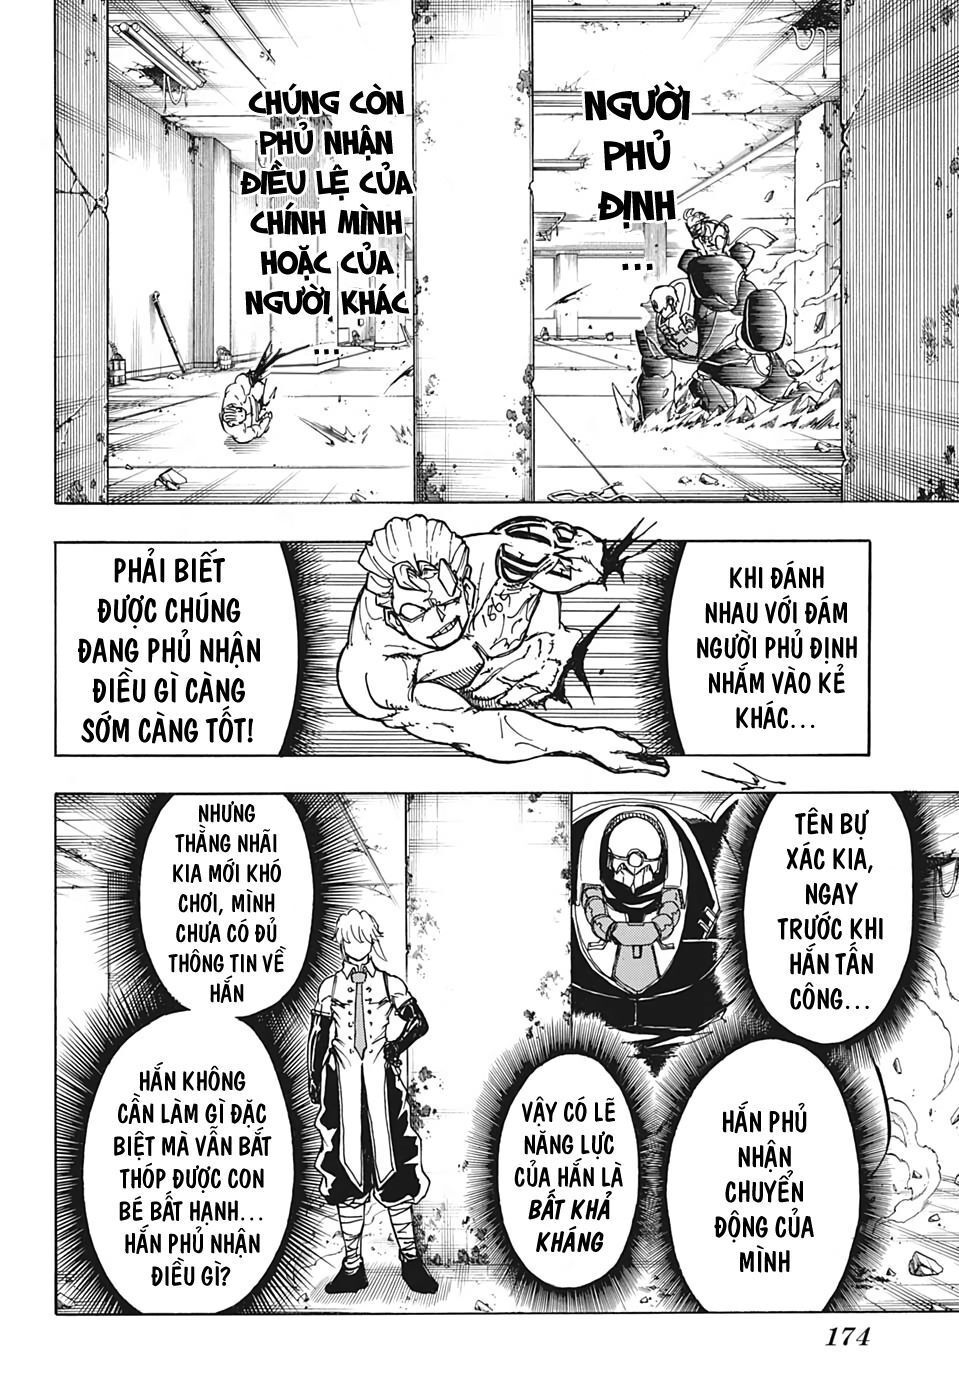 NGƯỜI
PHỦ
ĐỊNH
...
CHÚNG CÒN
PHỦ NHẬN
ĐIỀU LỆ CỦA
CHÍNH MÌNH
HOẶC CỦA
NGƯỜI KHÁC
...
KHI ĐÁNH
NHAU VỚI ĐÁM
NGƯỜI PHỦ ĐỊNH
NHẮM VÀO KẺ
KHÁC...
PHẢI BIẾT
ĐƯỢC CHÚNG
ĐANG PHỦ NHẬN
ĐIỀU GÌ CÀNG
SỚM CÀNG TỐT!
TÊN BỰ
XÁC KIA,
NGAY
TRƯỚC KHI
HẮN TẤN
CÔNG...
HẮN PHỦ
NHẬN
CHUYỂN
ĐỘNG CỦA
MÌNH
VẬY CÓ LẼ
NĂNG LỰC
CỦA HẮN LÀ
BẤT KHẢ
KHÁNG
NHƯNG
THẰNG NHÃI
KIA MỚI KHÓ
CHƠI, MÌNH
CHƯA CÓ ĐỦ
THÔNG TIN VỀ
HẮN
HẮN KHÔNG
CẦN LÀM GÌ ĐẶC
BIỆT MÀ VẪN BẮT
THÓP ĐƯỢC CON
BÉ BẤT HẠNH...
HẮN PHỦ NHẬN
ĐIỀU GÌ?
174